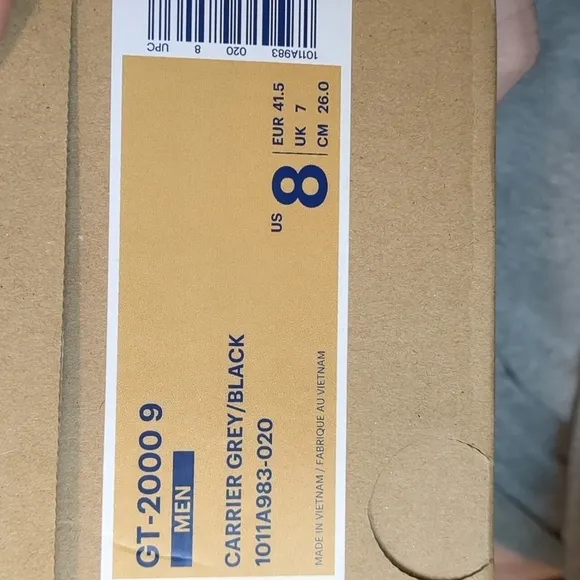 UPC 8 020 1011A983
GT-2000 9
MEN
CARRIER GREY/BLACK
1011A983-020
US 8
EUR 41.5
UK 7
CM 26.0
MADE IN VIETNAM / FABRIQUE AU VIETNAM